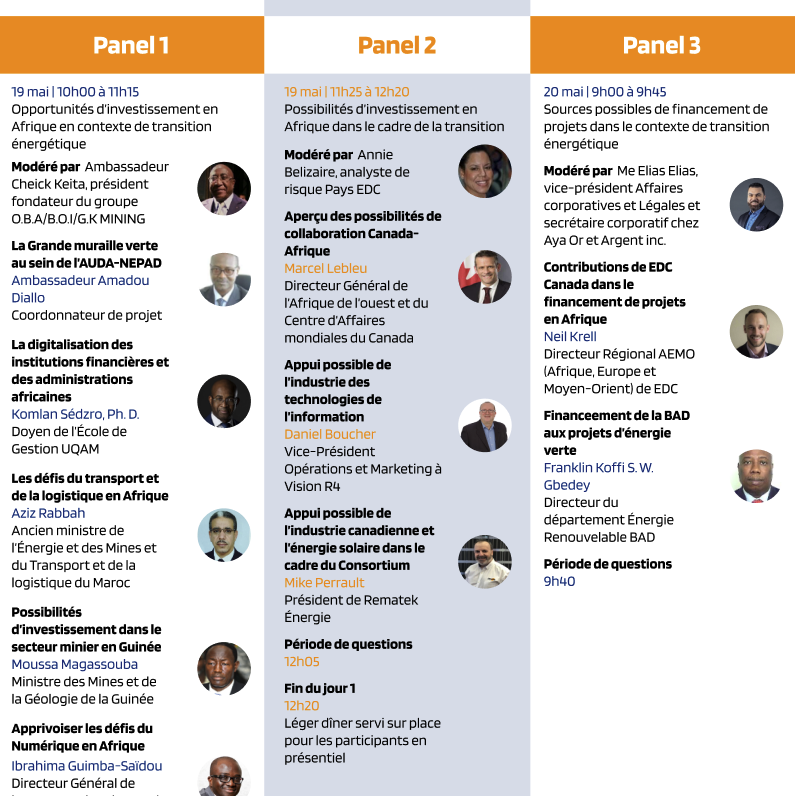 Panel 1
19 mai | 10h00 à 11h15
Opportunités d'investissement en
Afrique en contexte de transition
énergétique
Modéré par Ambassadeur
Cheick Keita, président
fondateur du groupe
O.B.A/B.O.I/G.K MINING
La Grande muraille verte
au sein de l'AUDA-NEPAD
Ambassadeur Amadou
Diallo
Coordonnateur de projet
La digitalisation des
institutions financières et
des administrations
africaines
Komlan Sédzro, Ph. D.
Doyen de l'École de
Gestion UQAM
Les défis du transport et
de la logistique en Afrique
Aziz Rabbah
Ancien ministre de
l'Énergie et des Mines et
du Transport et de la
logistique du Maroc
Possibilités
d'investissement dans le
secteur minier en Guinée
Moussa Magassouba
Ministre des Mines et de
la Géologie de la Guinée
Apprivoiser les défis du
Numérique en Afrique
Ibrahima Guimba-Saïdou
Directeur Général de
Panel 2
19 mai | 11h25 à 12h20
Possibilités d'investissement en
Afrique dans le cadre de la transition
Modéré par Annie
Belizaire, analyste de
risque Pays EDC
Aperçu des possibilités de
collaboration Canada-
Afrique
Marcel Lebleu
Directeur Général de
l'Afrique de l'ouest et du
Centre d'Affaires
mondiales du Canada
Appui possible de
l'industrie des
technologies de
l'information
Daniel Boucher
Vice-Président
Opérations et Marketing à
Vision R4
Appui possible de
l'industrie canadienne et
l'énergie solaire dans le
cadre du Consortium
Mike Perrault
Président de Rematek
Énergie
Période de questions
12h05
Fin du jour 1
12h20
Léger dîner servi sur place
pour les participants en
présentiel
Panel 3
20 mai | 9h00 à 9h45
Sources possibles de financement de
projets dans le contexte de transition
énergétique
Modéré par Me Elias Elias,
vice-président Affaires
corporatives et Légales et
secrétaire corporatif chez
Aya Or et Argent inc.
Contributions de EDC
Canada dans le
financement de projets
en Afrique
Neil Krell
Directeur Régional AEMO
(Afrique, Europe et
Moyen-Orient) de EDC
Financeement de la BAD
aux projets d'énergie
verte
Franklin Koffi S. W.
Gbedey
Directeur du
département Énergie
Renouvelable BAD
Période de questions
9h40